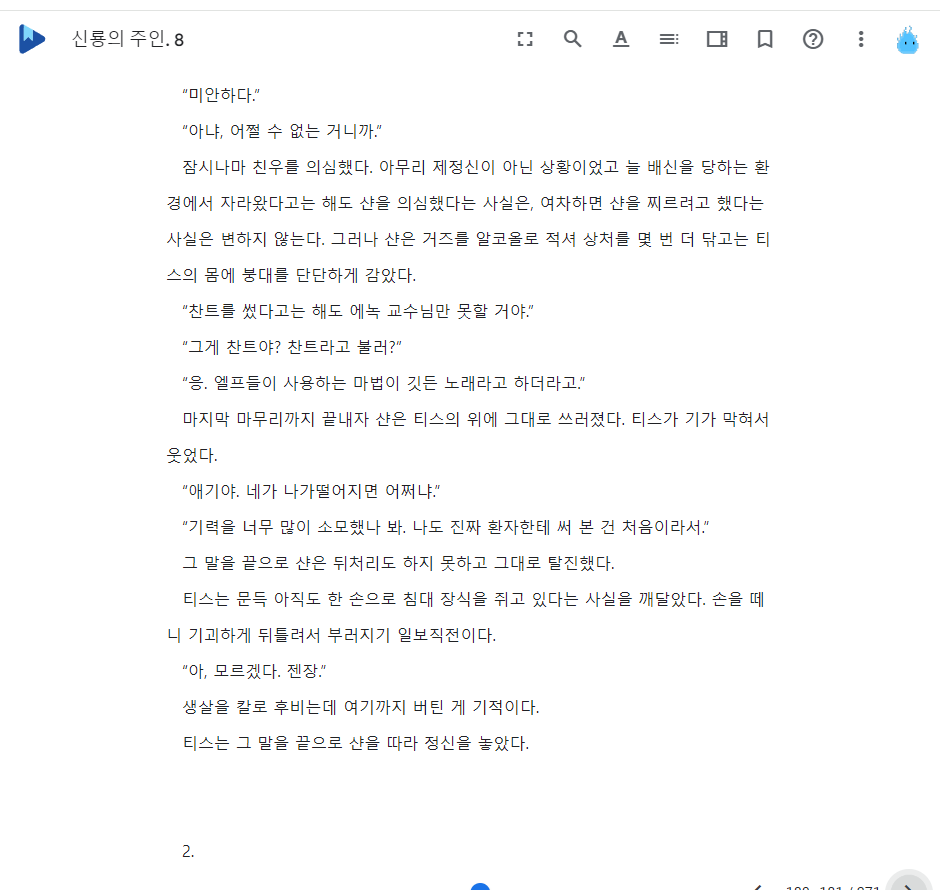 신룡의 주인. 8
“미안하다.”
“아냐, 어쩔 수 없는 거니까.”
잠시나마 친우를 의심했다. 아무리 제정신이 아닌 상황이었고 늘 배신을 당하는 환
경에서 자라왔다고는 해도 샨을 의심했다는 사실은, 여차하면 샨을 찌르려고 했다는
사실은 변하지 않는다. 그러나 샨은 거즈를 알코올로 적셔 상처를 몇 번 더 닦고는 티
스의 몸에 붕대를 단단하게 감았다.
“찬트를 썼다고는 해도 에녹 교수님만 못할 거야.”
“그게 찬트야? 찬트라고 불러?”
“응. 엘프들이 사용하는 마법이 깃든 노래라고 하더라고.”
마지막 마무리까지 끝내자 샨은 티스의 위에 그대로 쓰러졌다. 티스가 기가 막혀서
웃었다.
“얘기야. 네가 나가떨어지면 어쩌냐.”
“기력을 너무 많이 소모했나 봐. 나도 진짜 환자한테 써 본 건 처음이라서.”
그 말을 끝으로 샨은 뒤처리도 하지 못하고 그대로 탈진했다.
티스는 문득 아직도 한 손으로 침대 장식을 쥐고 있다는 사실을 깨달았다. 손을 떼
니 기괴하게 뒤틀려서 부러지기 일보직전이다.
“아, 모르겠다. 젠장.”
생살을 칼로 후비는데 여기까지 버틴 게 기적이다.
티스는 그 말을 끝으로 샨을 따라 정신을 놓았다.
2.